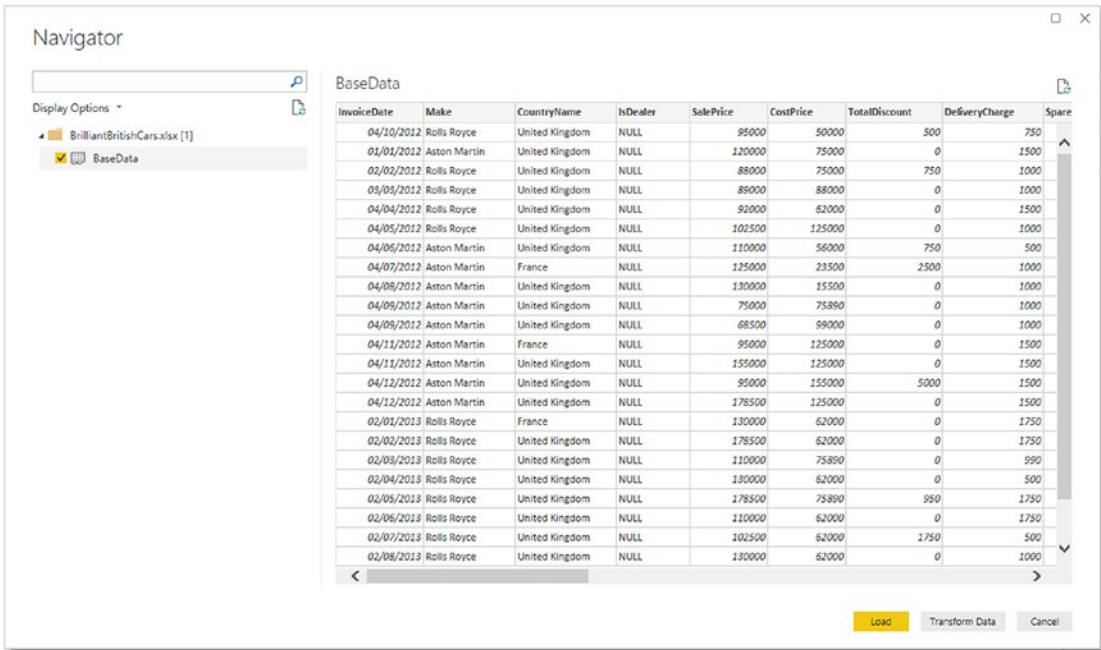 Navigator
Display Options
BrilliantBritishCars.xlsx [1]
BaseData
BaseData
InvoiceDate Make CountryName IsDealer SalePrice CostPrice TotalDiscount DeliveryCharge Spare
04/10/2012 Rolls Royce United Kingdom NULL 95000 50000 500 750
01/01/2012 Aston Martin United Kingdom NULL 120000 75000 0 1500
02/02/2012 Rolls Royce United Kingdom NULL 88000 75000 750 1000
03/03/2012 Rolls Royce United Kingdom NULL 89000 88000 0 1000
04/04/2012 Rolls Royce United Kingdom NULL 92000 62000 0 1500
04/05/2012 Rolls Royce United Kingdom NULL 102500 125000 0 1000
04/06/2012 Aston Martin United Kingdom NULL 110000 56000 750 500
04/07/2012 Aston Martin France NULL 125000 23500 2500 1000
04/08/2012 Aston Martin United Kingdom NULL 130000 15500 0 1000
04/09/2012 Aston Martin United Kingdom NULL 75000 75890 0 1000
04/09/2012 Aston Martin United Kingdom NULL 68500 99000 0 1000
04/11/2012 Aston Martin France NULL 95000 125000 0 1500
04/11/2012 Aston Martin United Kingdom NULL 155000 125000 0 1500
04/12/2012 Aston Martin United Kingdom NULL 95000 155000 5000 1500
04/12/2012 Aston Martin United Kingdom NULL 178500 125000 0 1500
02/01/2013 Rolls Royce France NULL 130000 62000 0 1750
02/02/2013 Rolls Royce United Kingdom NULL 178500 62000 0 1750
02/03/2013 Rolls Royce United Kingdom NULL 110000 75890 0 990
02/04/2013 Rolls Royce United Kingdom NULL 130000 62000 0 500
02/05/2013 Rolls Royce United Kingdom NULL 178500 75890 950 1750
02/06/2013 Rolls Royce United Kingdom NULL 110000 62000 0 1750
02/07/2013 Rolls Royce United Kingdom NULL 102500 62000 1750 500
02/08/2013 Rolls Royce United Kingdom NULL 130000 62000 0 1000
Load Transform Data Cancel